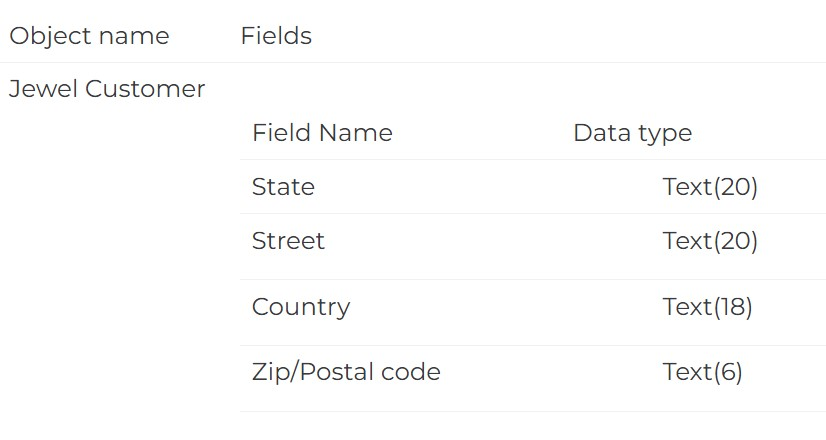 Object name Fields
Jewel Customer
Field Name Data type
State Text(20)
Street Text(20)
Country Text(18)
Zip/Postal code Text(6)